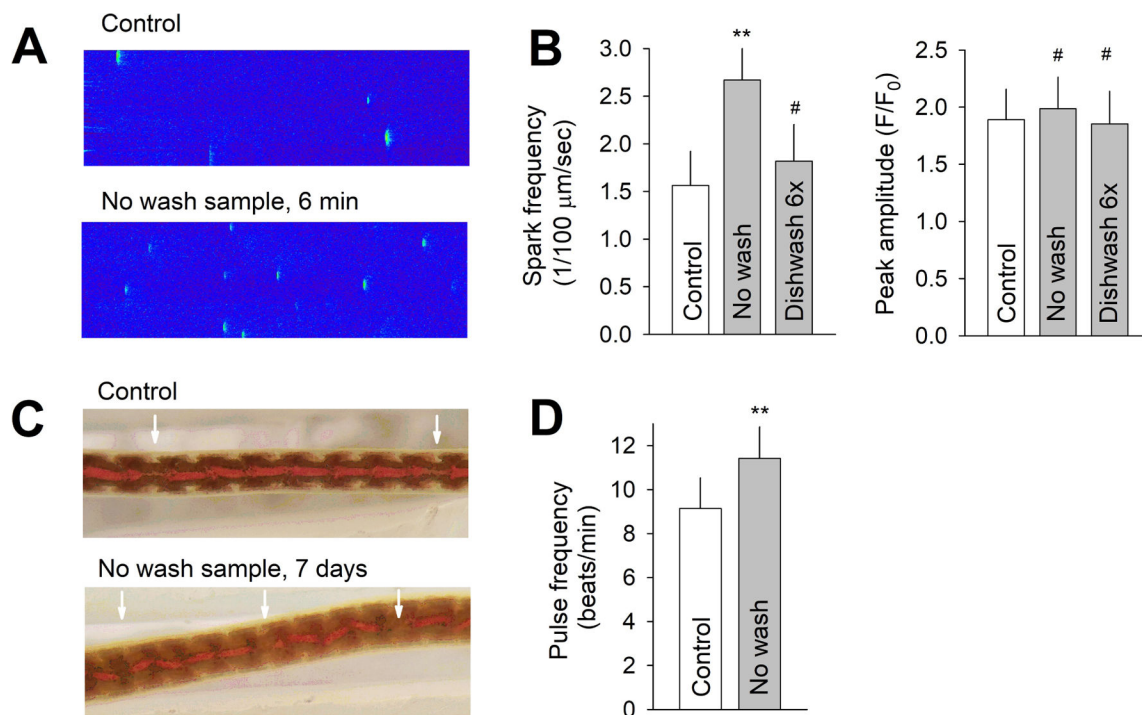 A
Control
No wash sample, 6 min
B
Spark frequency
(1/100 μm/sec)
3.0
2.5
2.0
1.5
1.0
0.5
0.0
**
#
Control
No wash
Dishwash 6x
Peak amplitude (F/F0)
2.5
2.0
1.5
1.0
0.5
0.0
#
#
Control
No wash
Dishwash 6x
C
Control
No wash sample, 7 days
D
Pulse frequency
(beats/min)
12
10
8
6
4
2
0
**
Control
No wash